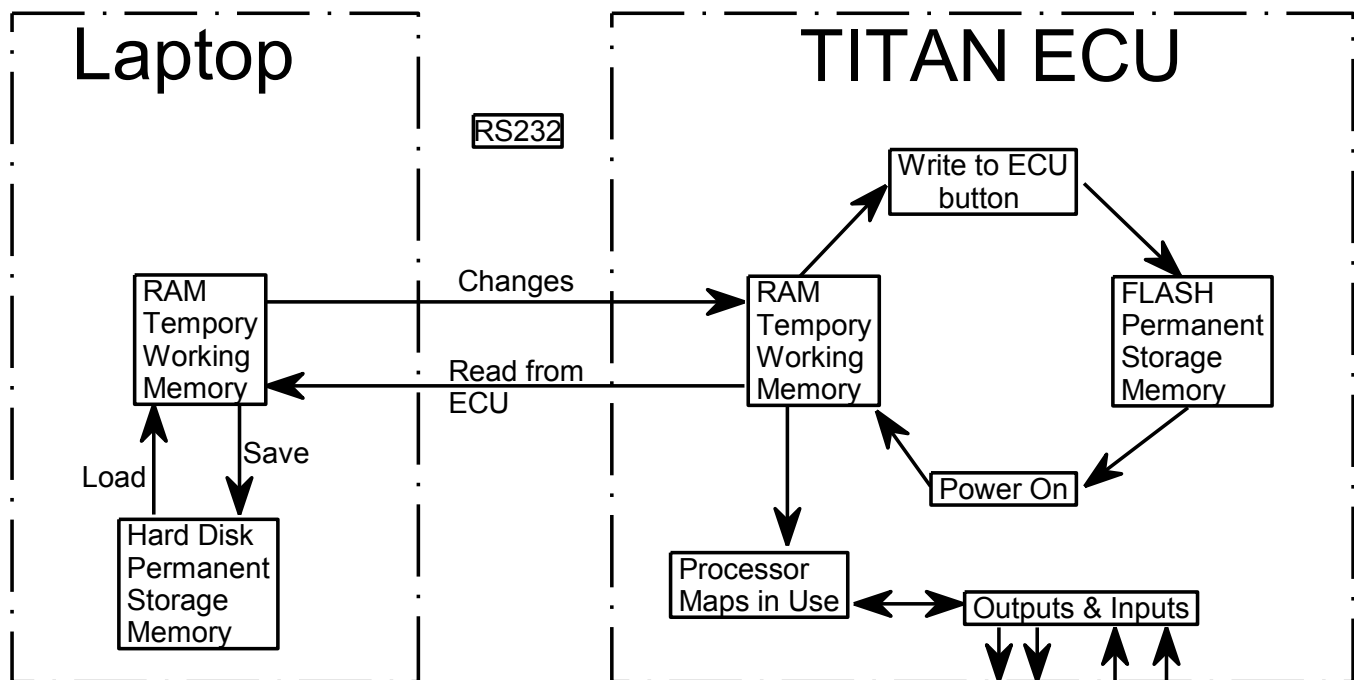 Laptop
TITAN ECU
RS232
Write to ECU
button
Changes
RAM
Tempory
Working
Memory
RAM
Tempory
Working
Memory
FLASH
Permanent
Storage
Memory
Read from
ECU
Load
Save
Power On
Hard Disk
Permanent
Storage
Memory
Processor
Maps in Use
Outputs & Inputs